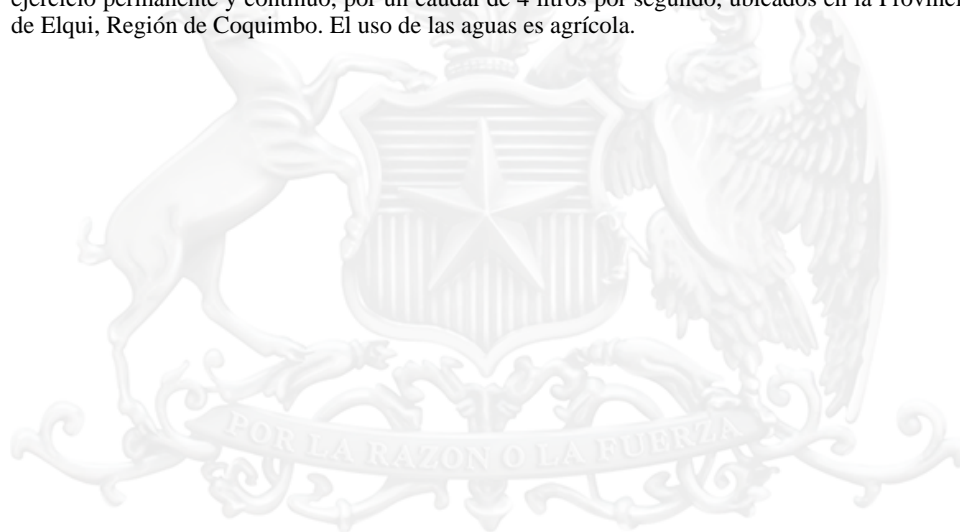 ejercicio permanente y continuo, por un caudal de 4 litros por segundo, ubicados en la Provincia
de Elqui, Región de Coquimbo. El uso de las aguas es agrícola.
POR LA RAZON O LA FUERZA